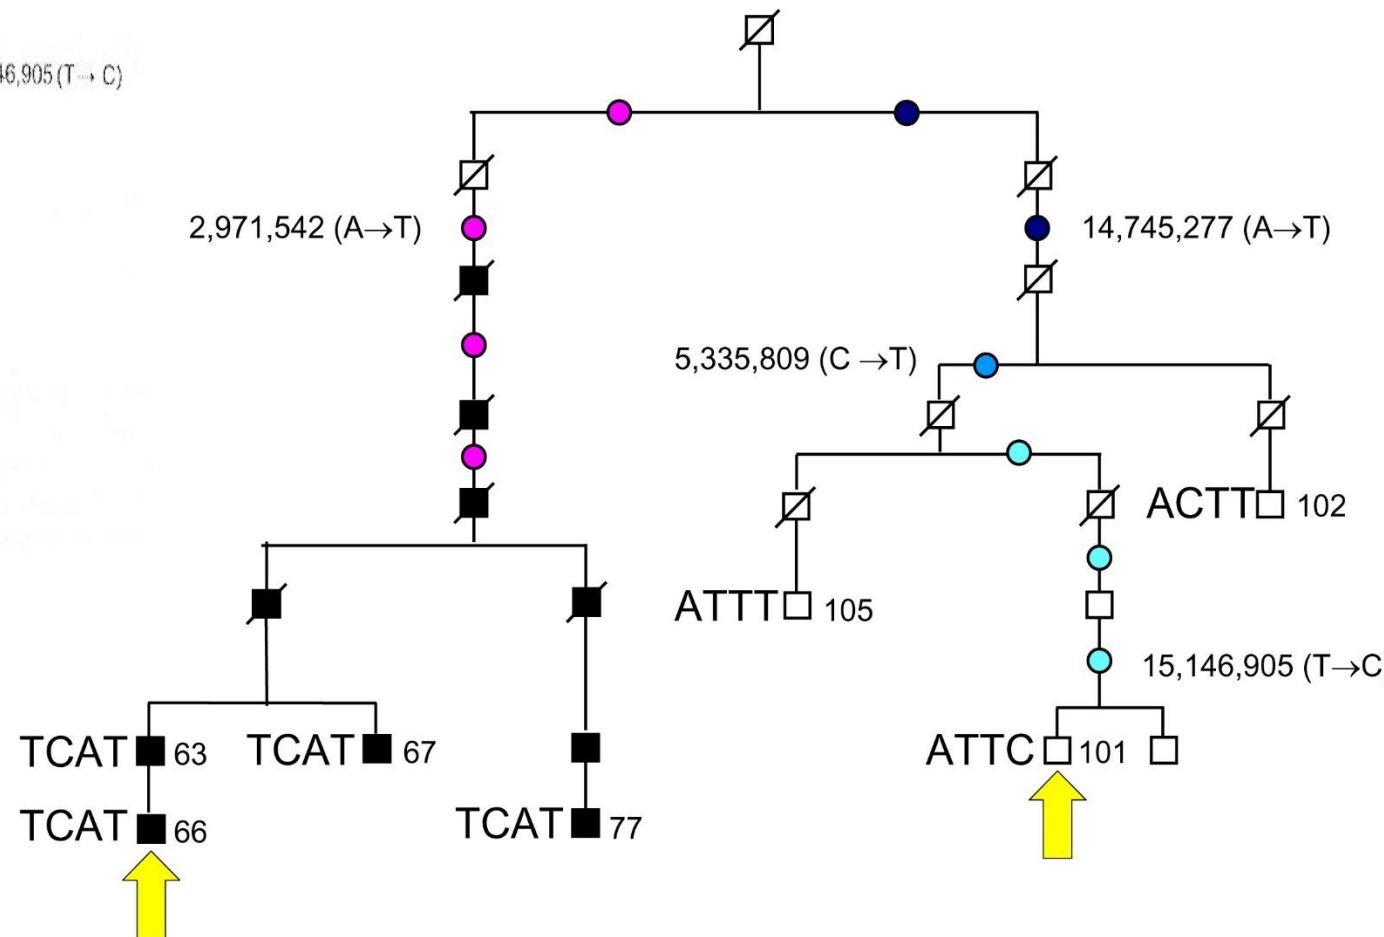 46,905 (T→ C)
2,971,542 (A→T)
14,745,277 (A→T)
5,335,809 (C →T)
ACTT 102
ATTT 105
15,146,905 (T→C
TCAT 63
TCAT 67
ATTC 101
TCAT 66
TCAT 77